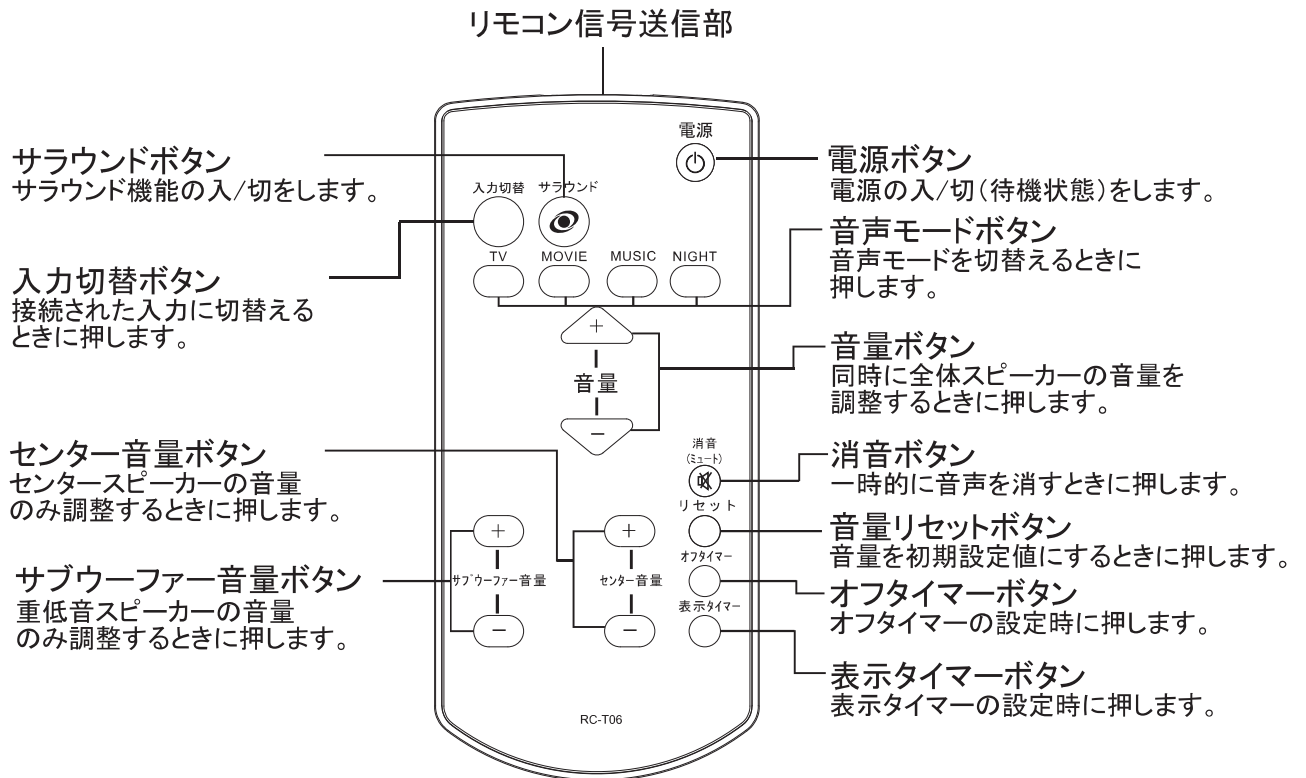 リモコン信号送信部
サラウンドボタン
サラウンド機能の入/切をします。
入力切替ボタン
接続された入力に切替える
ときに押します。
センター音量ボタン
センタースピーカーの音量
のみ調整するときに押します。
サブウーファー音量ボタン
重低音スピーカーの音量
のみ調整するときに押します。
電源
入力切替 サラウンド
TV MOVIE MUSIC NIGHT
+
音量
−
消音
(ミュート)
リセット
オフタイマー
表示タイマー
+ +
サブウーファー音量 センター音量
− −
RC-T06
電源ボタン
電源の入/切(待機状態)をします。
音声モードボタン
音声モードを切替えるときに
押します。
音量ボタン
同時に全体スピーカーの音量を
調整するときに押します。
消音ボタン
一時的に音声を消すときに押します。
音量リセットボタン
音量を初期設定値にするときに押します。
オフタイマーボタン
オフタイマーの設定時に押します。
表示タイマーボタン
表示タイマーの設定時に押します。